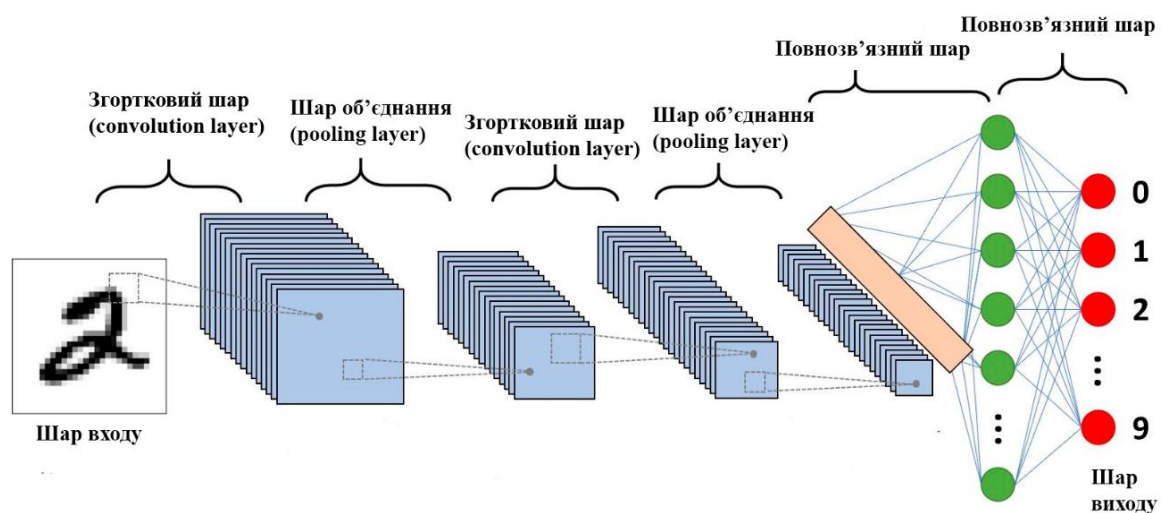 Повнозв’язний шар
Повнозв’язний шар
Згортковий шар
(convolution layer)
Шар об’єднання
(pooling layer)
Згортковий шар
(convolution layer)
Шар об’єднання
(pooling layer)
0
1
2
...
...
9
Шар входу
Шар
виходу